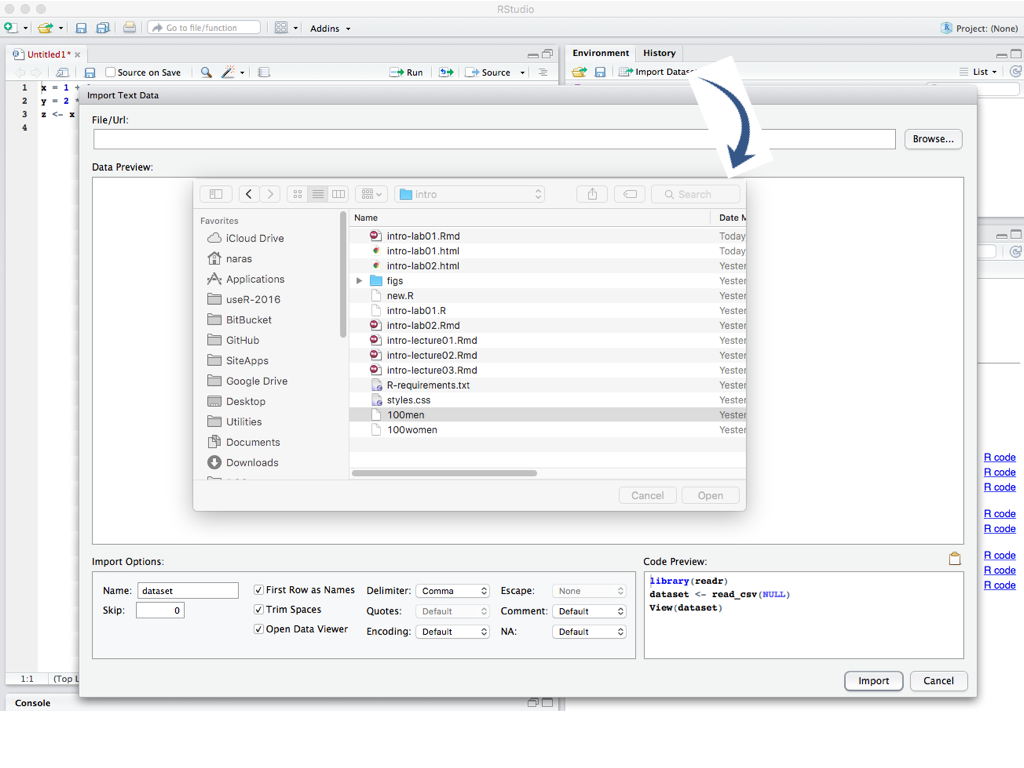 RStudio
Go to file/function
Addins
Project: (None)
Untitled1*
Environment
History
Source on Save
Run
Source
Import Datas
List
1 x = 1 +
2 y = 2 *
3 z <- x
4
Import Text Data
File/Url:
Browse...
Data Preview:
intro
Search
Favorites
iCloud Drive
naras
Applications
useR-2016
BitBucket
GitHub
SiteApps
Google Drive
Desktop
Utilities
Documents
Downloads
Name Date M
intro-lab01.Rmd Today
intro-lab01.html Today
intro-lab02.html Yester
figs Yester
new.R Yester
intro-lab01.R Yester
intro-lab02.Rmd Yester
intro-lecture01.Rmd Yester
intro-lecture02.Rmd Yester
intro-lecture03.Rmd Yester
R-requirements.txt Yester
styles.css Yester
100men Yester
100women Yester
Cancel
Open
R code
R code
R code
R code
R code
R code
R code
R code
Import Options:
Name: dataset
Skip: 0
First Row as Names
Trim Spaces
Open Data Viewer
Delimiter: Comma
Quotes: Default
Encoding: Default
Escape: None
Comment: Default
NA: Default
Code Preview:
library(readr)
dataset <- read_csv(NULL)
View(dataset)
Import
Cancel
1:1
(Top L
Console